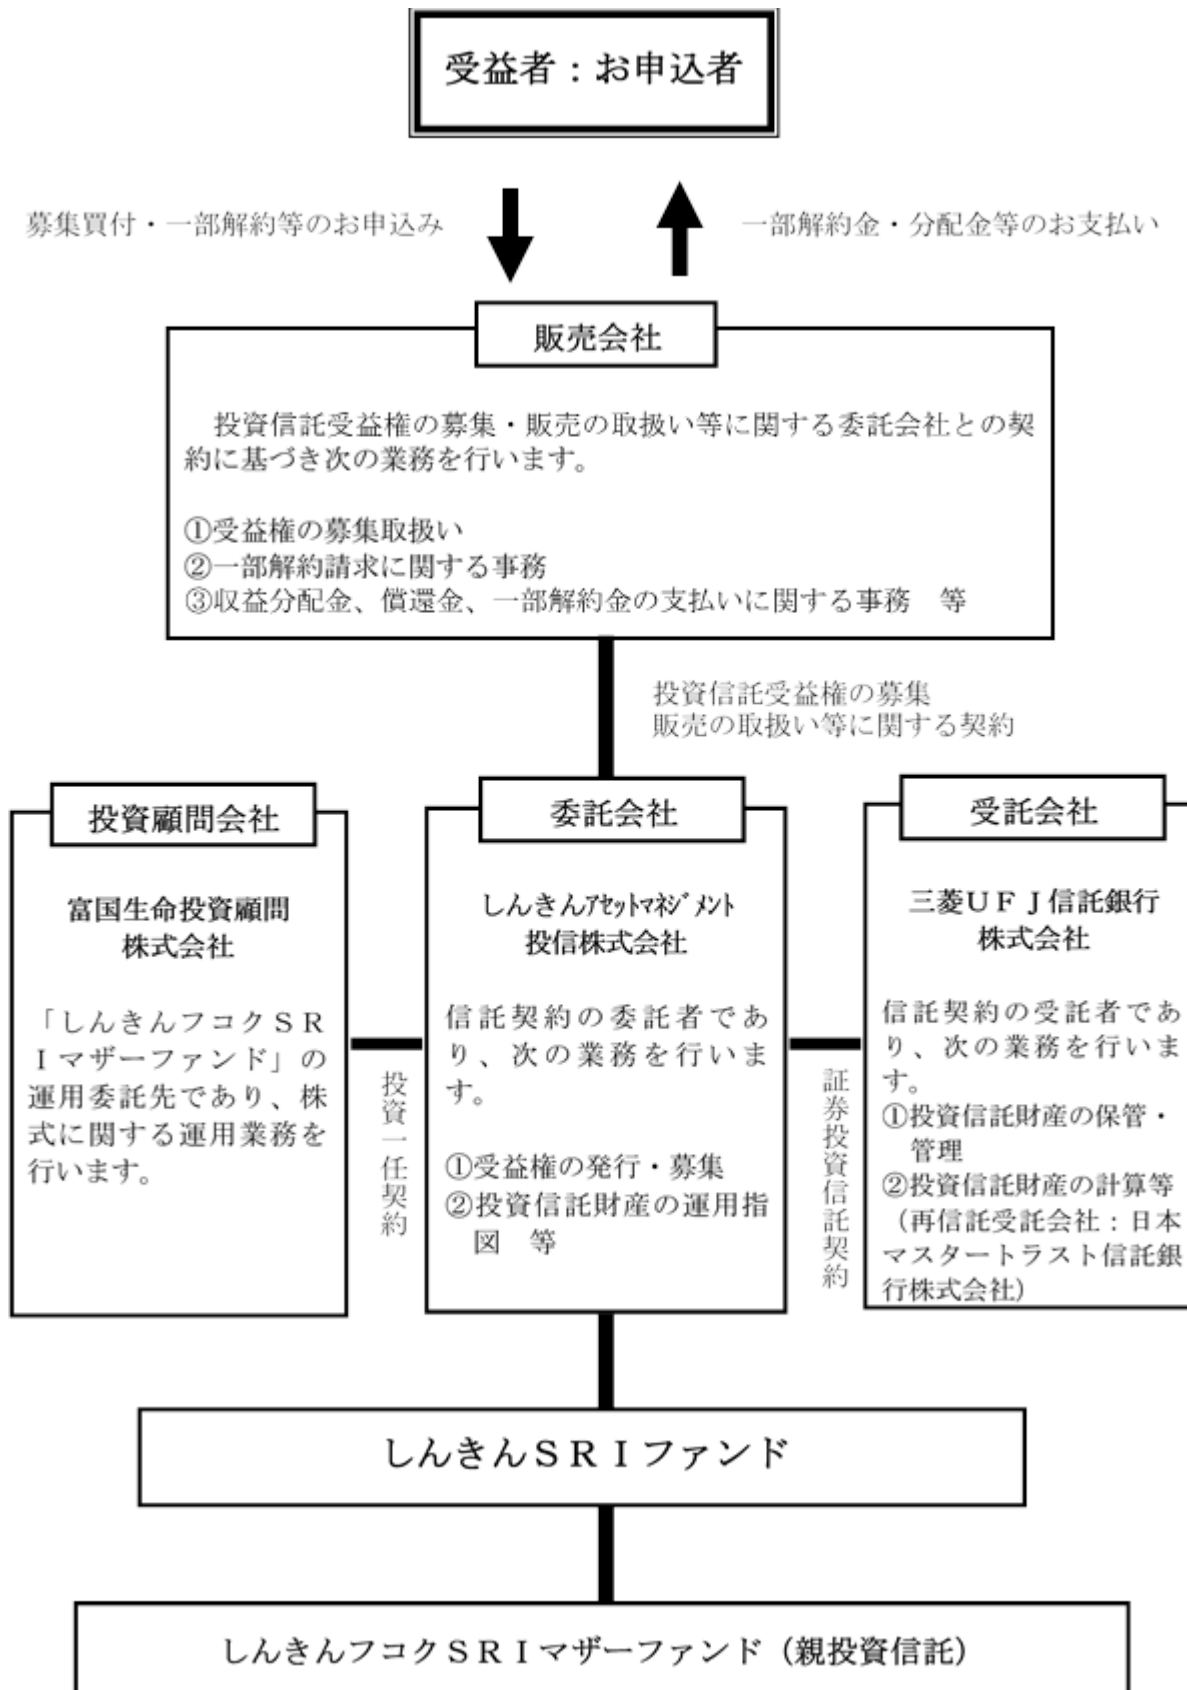 受益者：お申込者
募集買付・一部解約等のお申込み
一部解約金・分配金等のお支払い
販売会社
投資信託受益権の募集・販売の取扱い等に関する委託会社との契
約に基づき次の業務を行います。
①受益権の募集取扱い
②一部解約請求に関する事務
③収益分配金、償還金、一部解約金の支払いに関する事務　等
投資信託受益権の募集
販売の取扱い等に関する契約
投資顧問会社
富国生命投資顧問
株式会社
「しんきんフコクＳＲ
Ｉマザーファンド」の
運用委託先であり、株
式に関する運用業務を
行います。
投資一任契約
委託会社
しんきんｱｾｯﾄﾏﾈｼﾞﾒﾝﾄ
投信株式会社
信託契約の委託者であ
り、次の業務を行いま
す。
①受益権の発行・募集
②投資信託財産の運用指
図　等
証券投資信託契約
受託会社
三菱ＵＦＪ信託銀行
株式会社
信託契約の受託者であ
り、次の業務を行いま
す。
①投資信託財産の保管・
管理
②投資信託財産の計算等
（再信託受託会社：日本
マスタートラスト信託銀
行株式会社）
しんきんＳＲＩファンド
しんきんフコクＳＲＩマザーファンド（親投資信託）